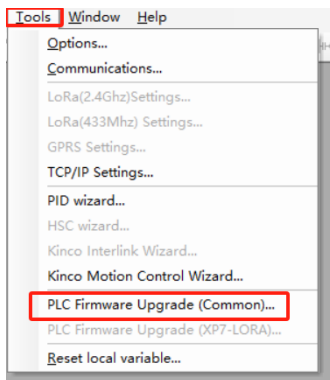 Tools Window Help
Options...
Communications...
LoRa(2.4Ghz)Settings...
LoRa(433Mhz) Settings...
GPRS Settings...
TCP/IP Settings...
PID wizard...
HSC wizard...
Kinco Interlink Wizard...
Kinco Motion Control Wizard...
PLC Firmware Upgrade (Common)...
PLC Firmware Upgrade (XP7-LORA)...
Reset local variable...